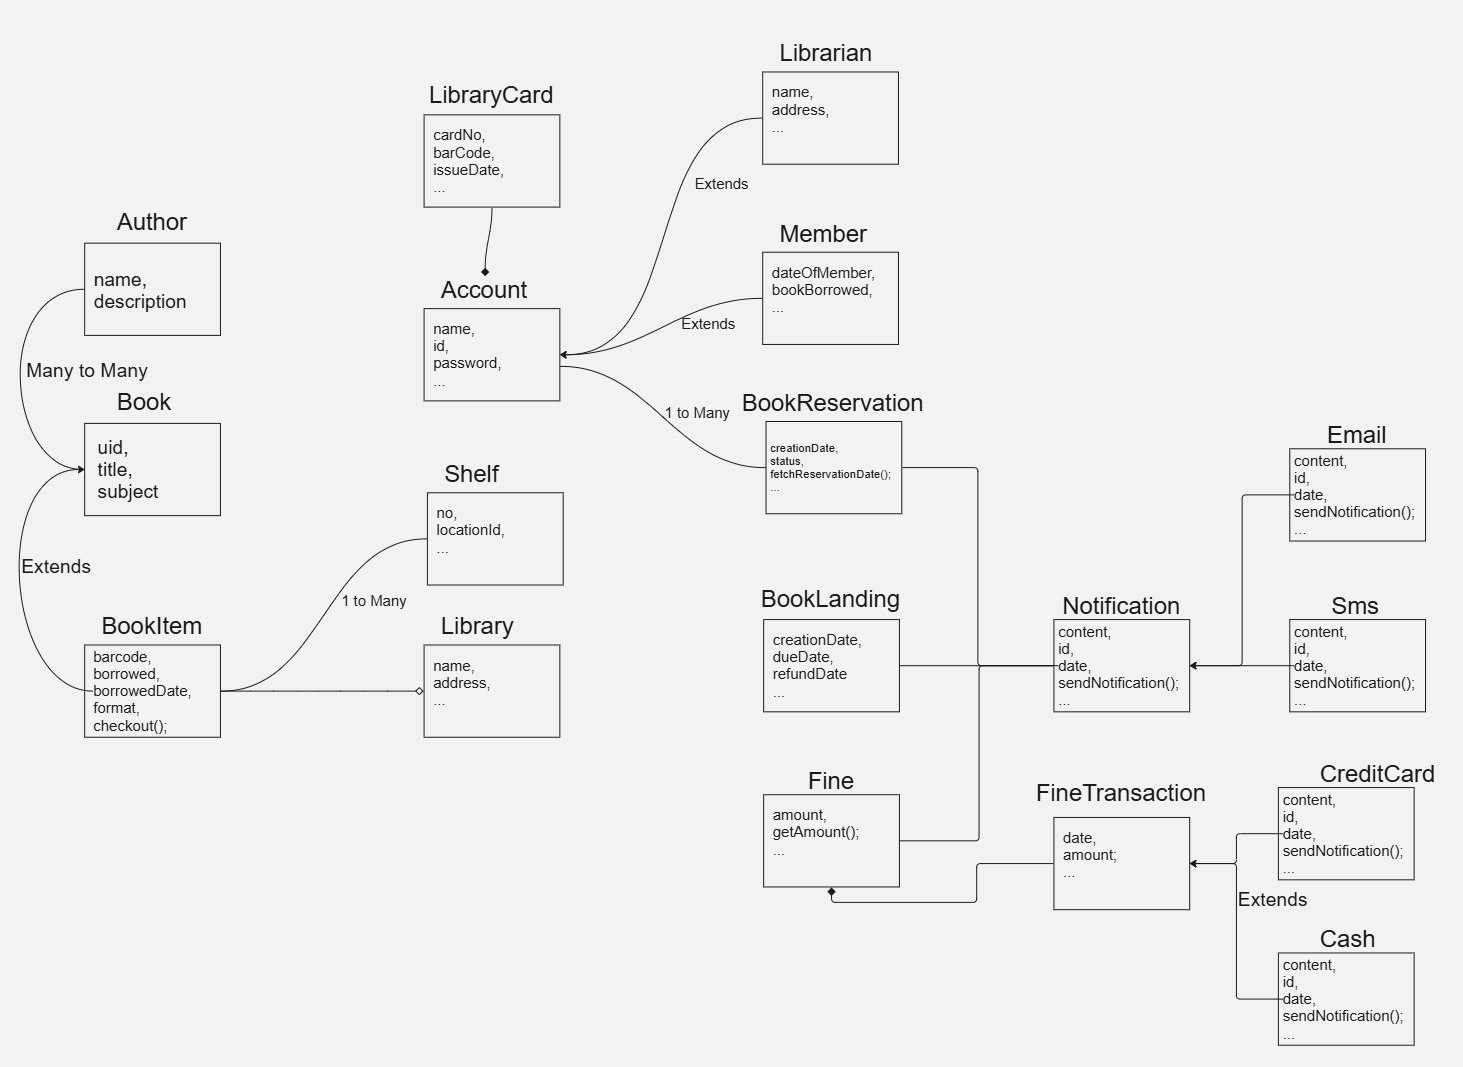 Librarian
name,
address,
...
LibraryCard
cardNo,
barCode,
issueDate,
...
Extends
Author
name,
description
Member
dateOfMember,
bookBorrowed,
...
Extends
Account
name,
id,
password,
...
Many to Many
Book
uid,
title,
subject
1 to Many
BookReservation
creationDate,
status,
fetchReservationDate();
...
Email
content,
id,
date,
sendNotification();
...
Shelf
no,
locationId,
...
Extends
1 to Many
BookItem
barcode,
borrowed,
borrowedDate,
format,
checkout();
Library
name,
address,
...
BookLanding
creationDate,
dueDate,
refundDate
...
Notification
content,
id,
date,
sendNotification();
...
Sms
content,
id,
date,
sendNotification();
...
Fine
amount,
getAmount();
...
FineTransaction
date,
amount;
...
CreditCard
content,
id,
date,
sendNotification();
...
Extends
Cash
content,
id,
date,
sendNotification();
...